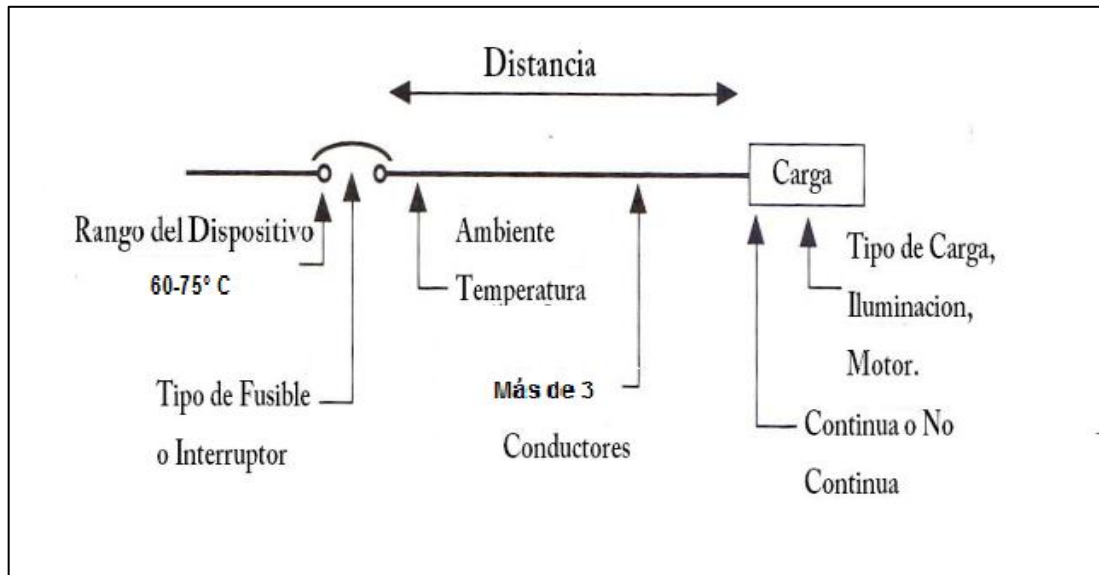 Distancia
Carga
Rango del Dispositivo
60-75° C
Ambiente
Temperatura
Tipo de Carga,
Iluminacion,
Motor.
Tipo de Fusible
o Interruptor
Más de 3
Conductores
Continua o No
Continua